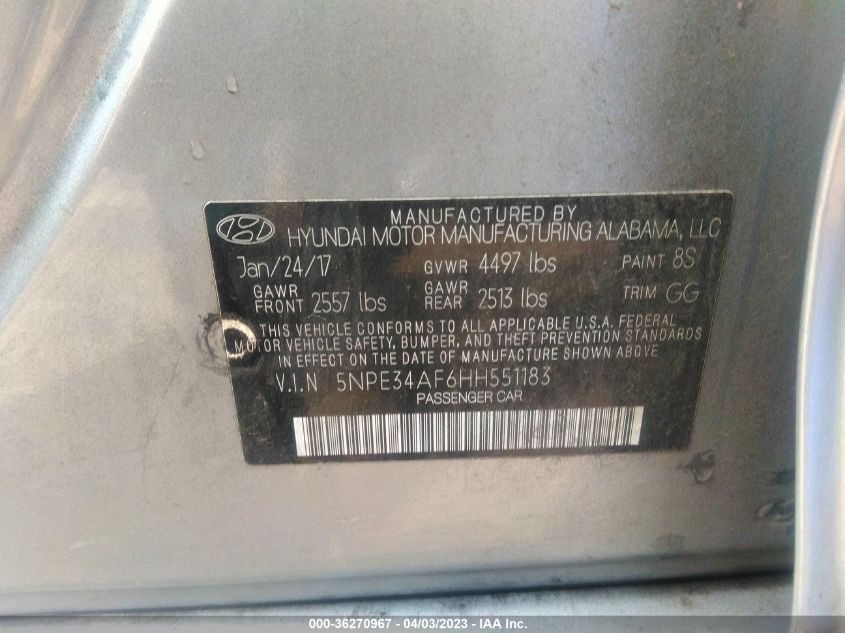 MANUFACTURED BY
HYUNDAI MOTOR MANUFACTURING ALABAMA, LLC
Jan/24/17 GVWR 4497 lbs PAINT 8S
GAWR FRONT 2557 lbs GAWR REAR 2513 lbs TRIM GG
THIS VEHICLE CONFORMS TO ALL APPLICABLE U.S.A. FEDERAL
MOTOR VEHICLE SAFETY, BUMPER, AND THEFT PREVENTION STANDARDS
IN EFFECT ON THE DATE OF MANUFACTURE SHOWN ABOVE.
V.I.N 5NPE34AF6HH551183
PASSENGER CAR
000-36270967 - 04/03/2023 - IAA Inc.